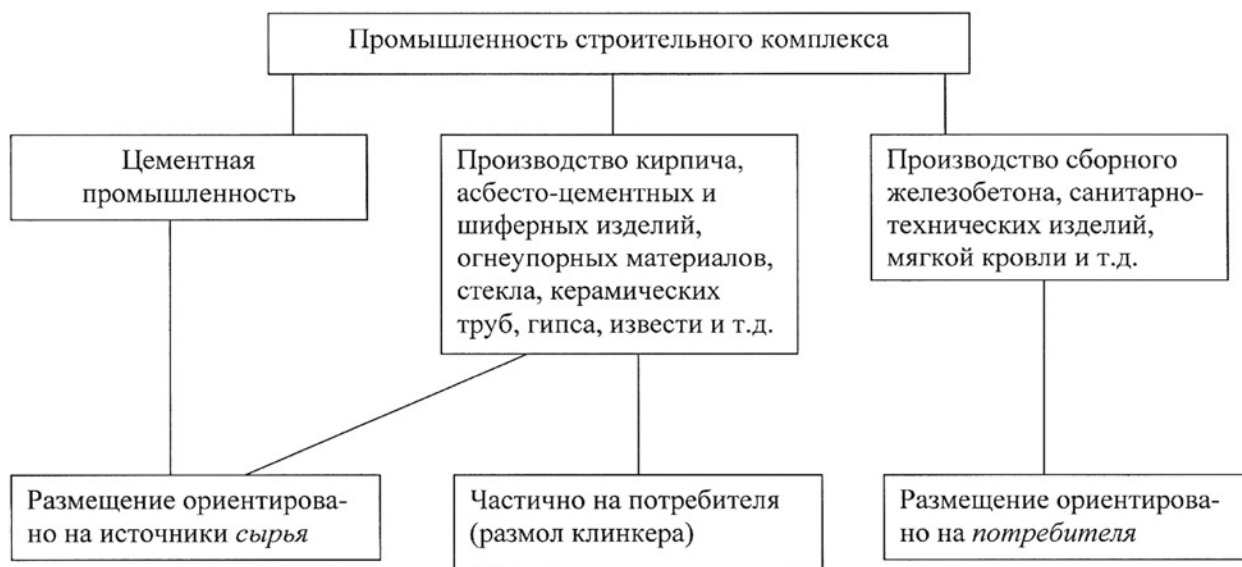 Промышленность строительного комплекса
Цементная
промышленность
Производство кирпича,
асбесто-цементных и
шиферных изделий,
огнеупорных материалов,
стекла, керамических
труб, гипса, извести и т.д.
Производство сборного
железобетона, санитарно-
технических изделий,
мягкой кровли и т.д.
Размещение ориентирова-
но на источники сырья
Частично на потребителя
(размол клинкера)
Размещение ориентирова-
но на потребителя